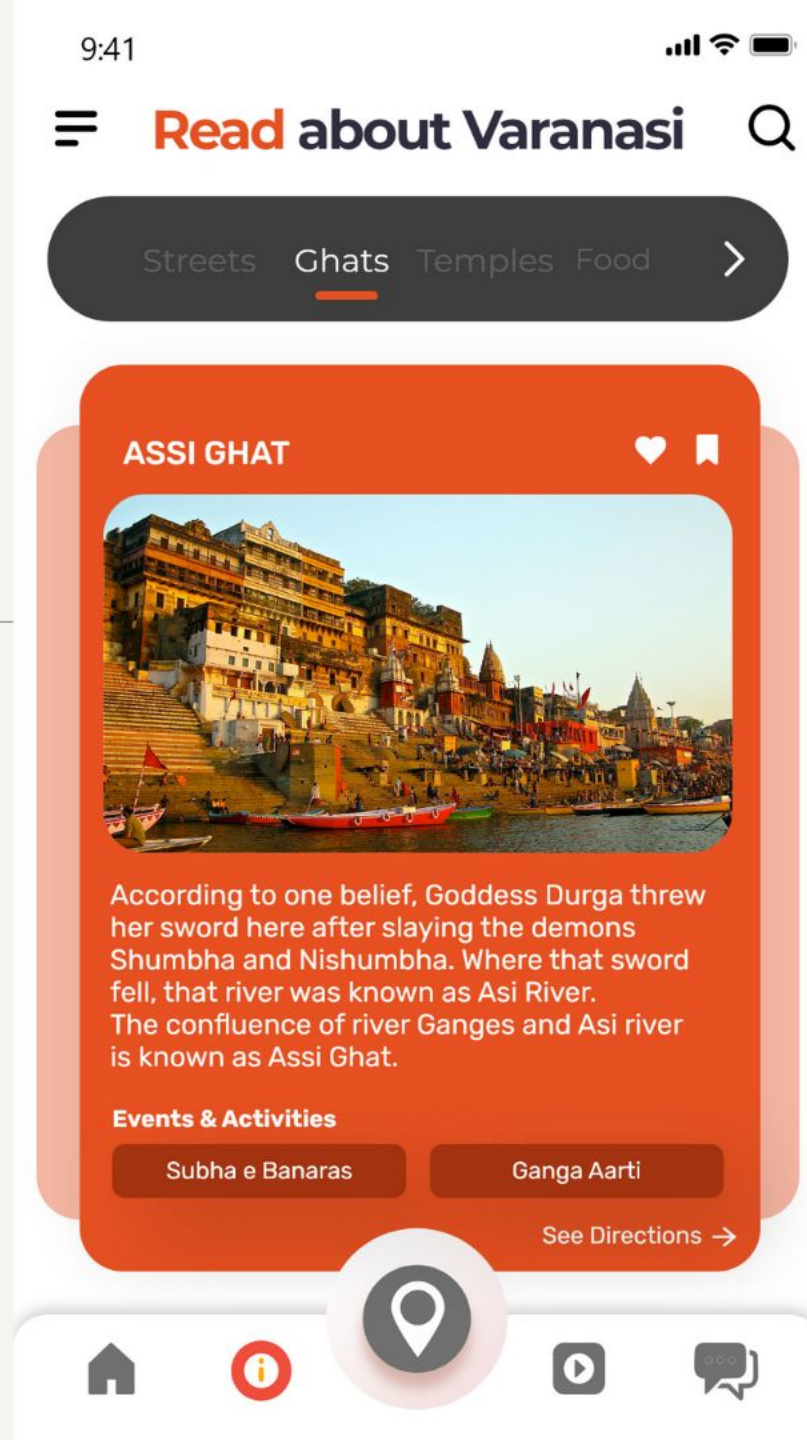 9:41
Read about Varanasi
Streets Ghats Temples Food
ASSI GHAT
According to one belief, Goddess Durga threw
her sword here after slaying the demons
Shumbha and Nishumbha. Where that sword
fell, that river was known as Asi River.
The confluence of river Ganges and Asi river
is known as Assi Ghat.
Events & Activities
Subha e Banaras Ganga Aarti
See Directions →